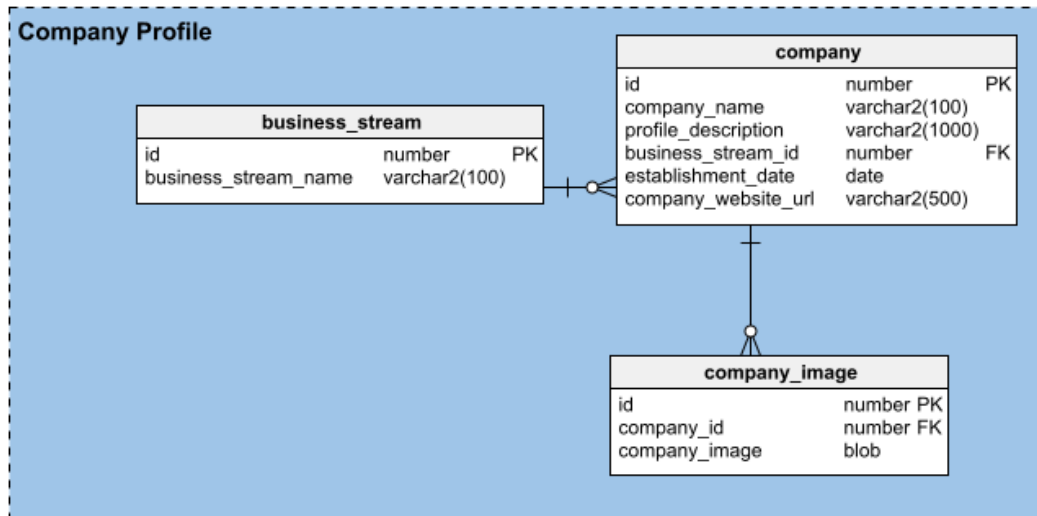 Company Profile
company
id number PK
company_name varchar2(100)
profile_description varchar2(1000)
business_stream_id number FK
establishment_date date
company_website_url varchar2(500)
business_stream
id number PK
business_stream_name varchar2(100)
company_image
id number PK
company_id number FK
company_image blob